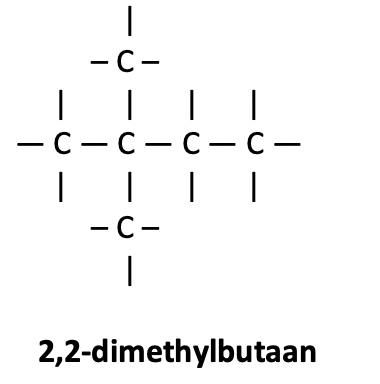 |
– C –
| | | |
— C — C — C — C —
| | | |
– C –
|
2,2-dimethylbutaan